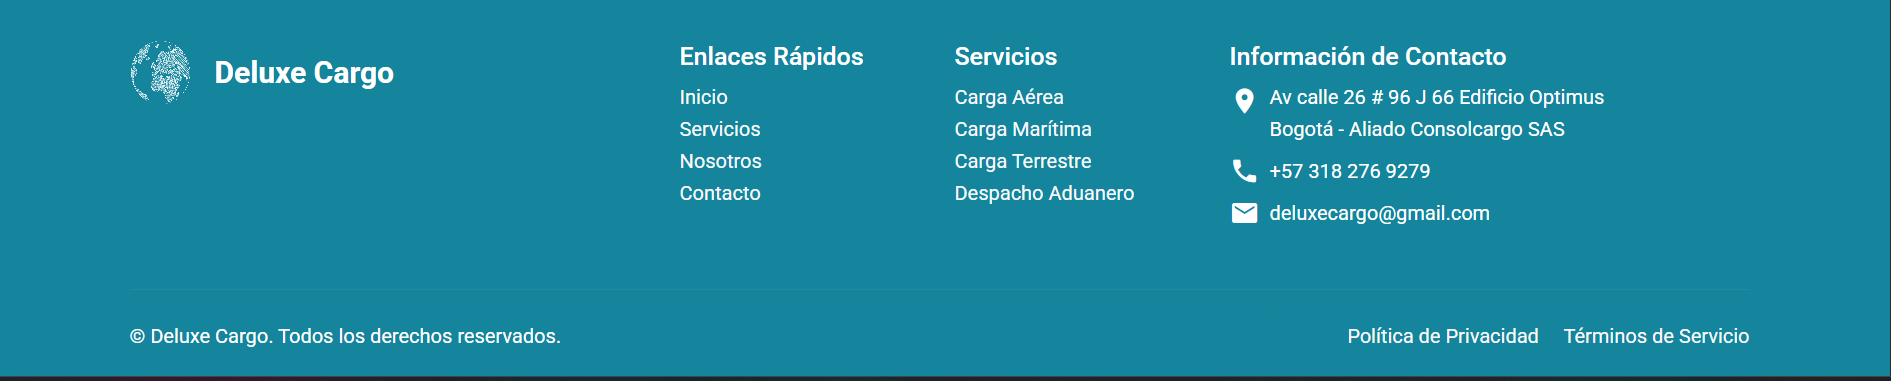 Deluxe Cargo
Enlaces Rápidos
Inicio
Servicios
Nosotros
Contacto
Servicios
Carga Aérea
Carga Marítima
Carga Terrestre
Despacho Aduanero
Información de Contacto
Av calle 26 # 96 J 66 Edificio Optimus
Bogotá - Aliado Consolcargo SAS
+57 318 276 9279
deluxecargo@gmail.com
© Deluxe Cargo. Todos los derechos reservados.
Política de Privacidad
Términos de Servicio